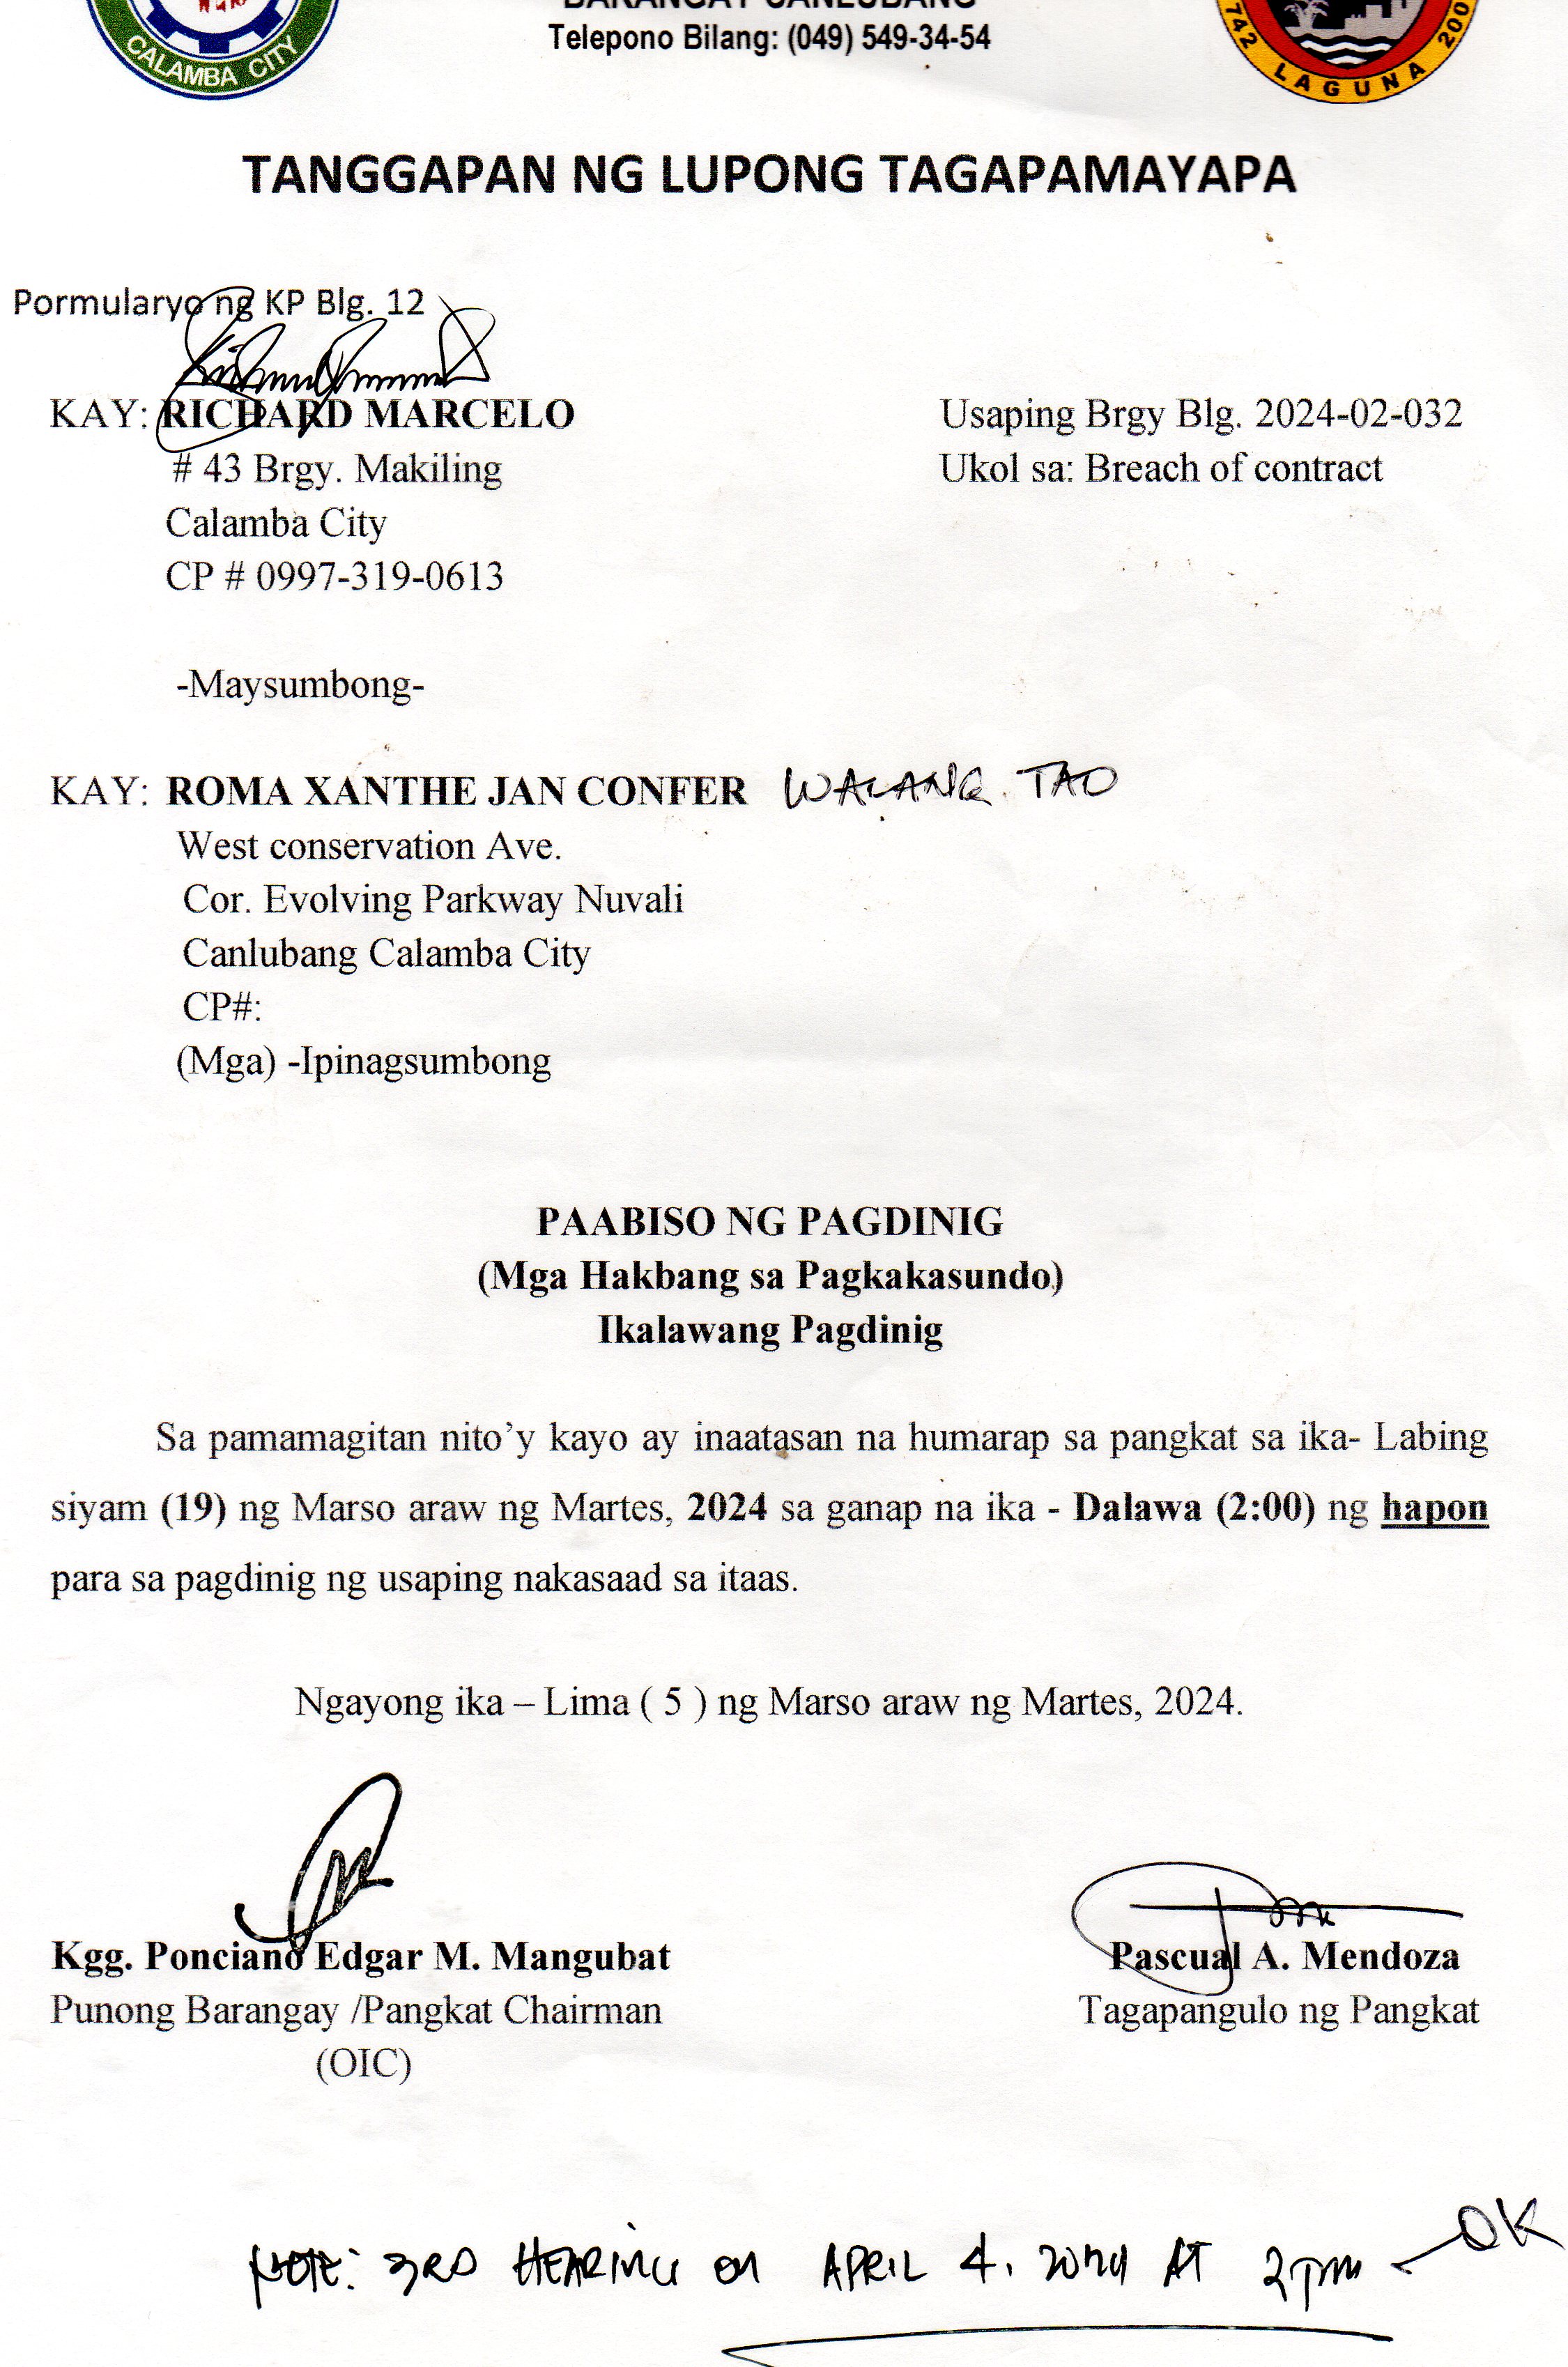 BARANGAY CANLUBANG
Telepono Bilang: (049) 549-34-54
CALAMBA CITY
742 LAGUNA 200
TANGGAPAN NG LUPONG TAGAPAMAYAPA
Pormularyo ng KP Blg. 12
KAY: RICHARD MARCELO
Usaping Brgy Blg. 2024-02-032
# 43 Brgy. Makiling
Ukol sa: Breach of contract
Calamba City
CP # 0997-319-0613
-Maysumbong-
KAY: ROMA XANTHE JAN CONFER WALANG TAO
West conservation Ave.
Cor. Evolving Parkway Nuvali
Canlubang Calamba City
CP#:
(Mga) -Ipinagsumbong
PAABISO NG PAGDINIG
(Mga Hakbang sa Pagkakasundo)
Ikalawang Pagdinig
Sa pamamagitan nito’y kayo ay inaatasan na humarap sa pangkat sa ika- Labing
siyam (19) ng Marso araw ng Martes, 2024 sa ganap na ika - Dalawa (2:00) ng hapon
para sa pagdinig ng usaping nakasaad sa itaas.
Ngayong ika – Lima ( 5 ) ng Marso araw ng Martes, 2024.
Kgg. Ponciano Edgar M. Mangubat
Pascual A. Mendoza
Punong Barangay /Pangkat Chairman
Tagapangulo ng Pangkat
(OIC)
NOTE: 3RD HEARING on APRIL 4, 2024 AT 2pm - OK